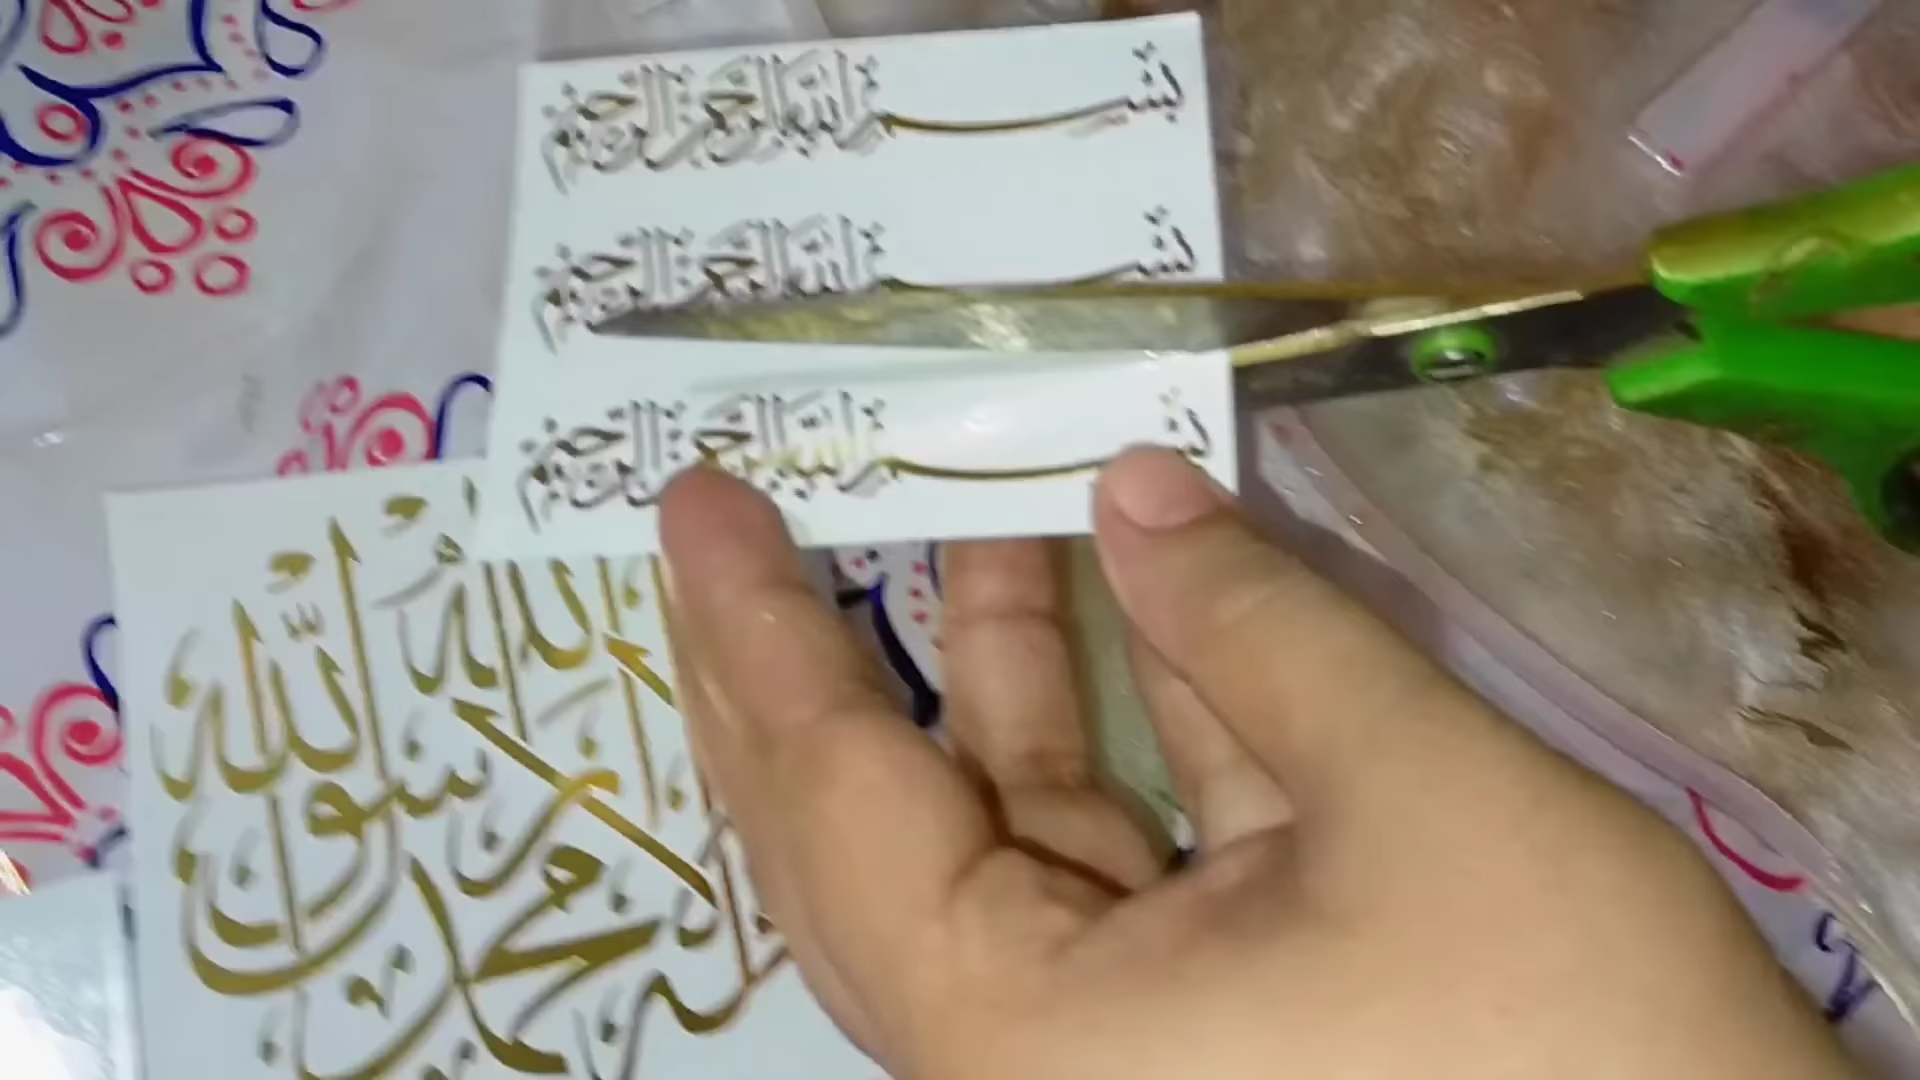 بسم الله الرحمن الرحيم
بسم الله الرحمن الرحيم
بسم الله الرحمن الرحيم
لا إله إلا الله
محمد رسول الله